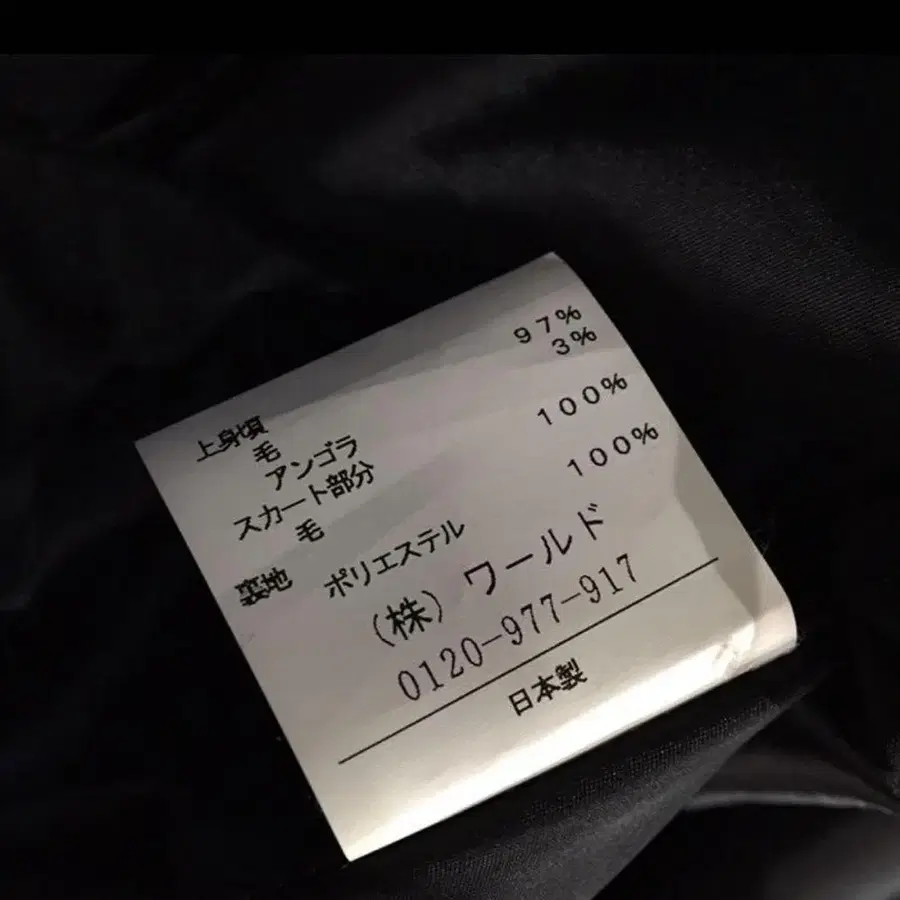 上身頃
毛 97%
アンゴラ 3%
スカート部分
毛 100%
裏地 ポリエステル 100%
(株) ワールド
0120-977-917
日本製